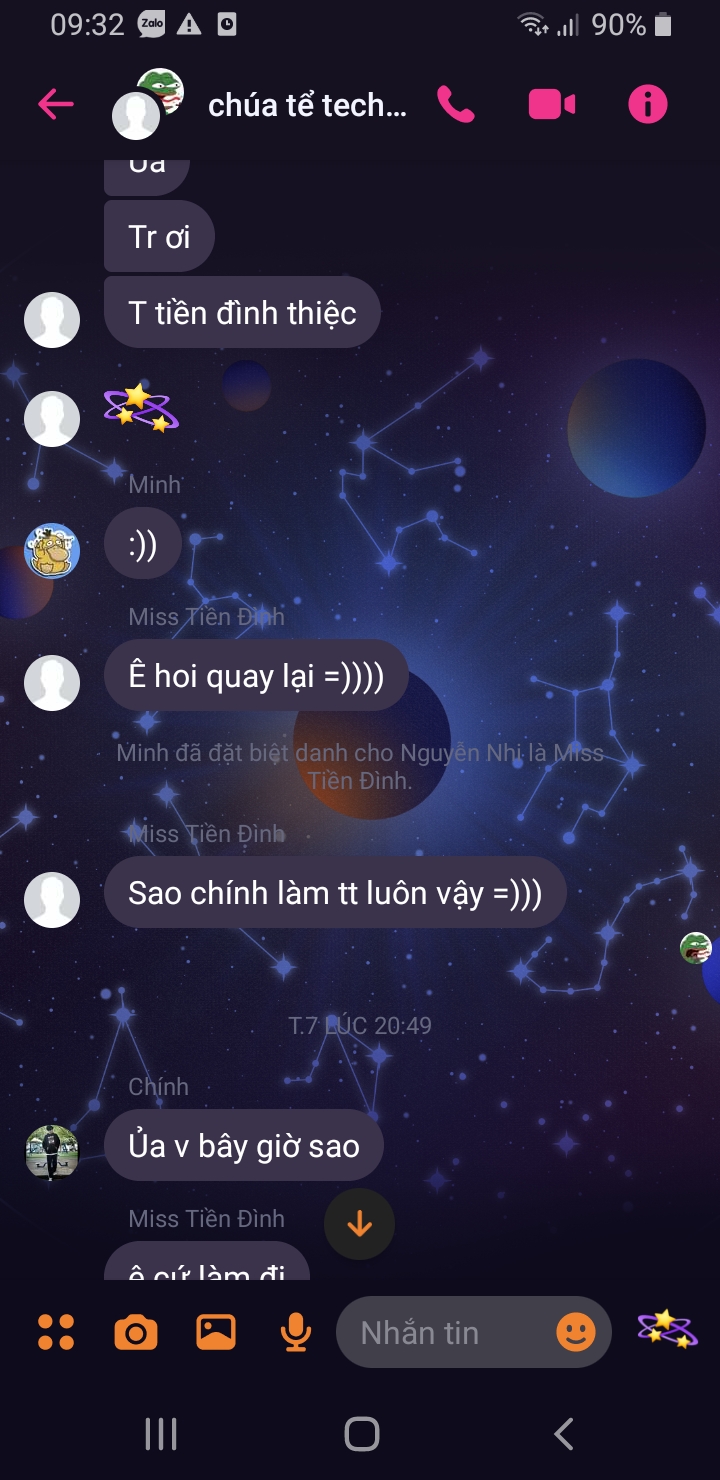 09:32 Zalo 90%
chúa tể tech...
Ủa
Tr ơi
T tiền đình thiệc
Minh
:))
Miss Tiền Đình
Ê hoi quay lại =))))
Minh đã đặt biệt danh cho Nguyễn Nhi là Miss
Tiền Đình.
Miss Tiền Đình
Sao chính làm tt luôn vậy =)))
T.7 LÚC 20:49
Chính
Ủa v bây giờ sao
Miss Tiền Đình
ê cứ làm đi
Nhắn tin